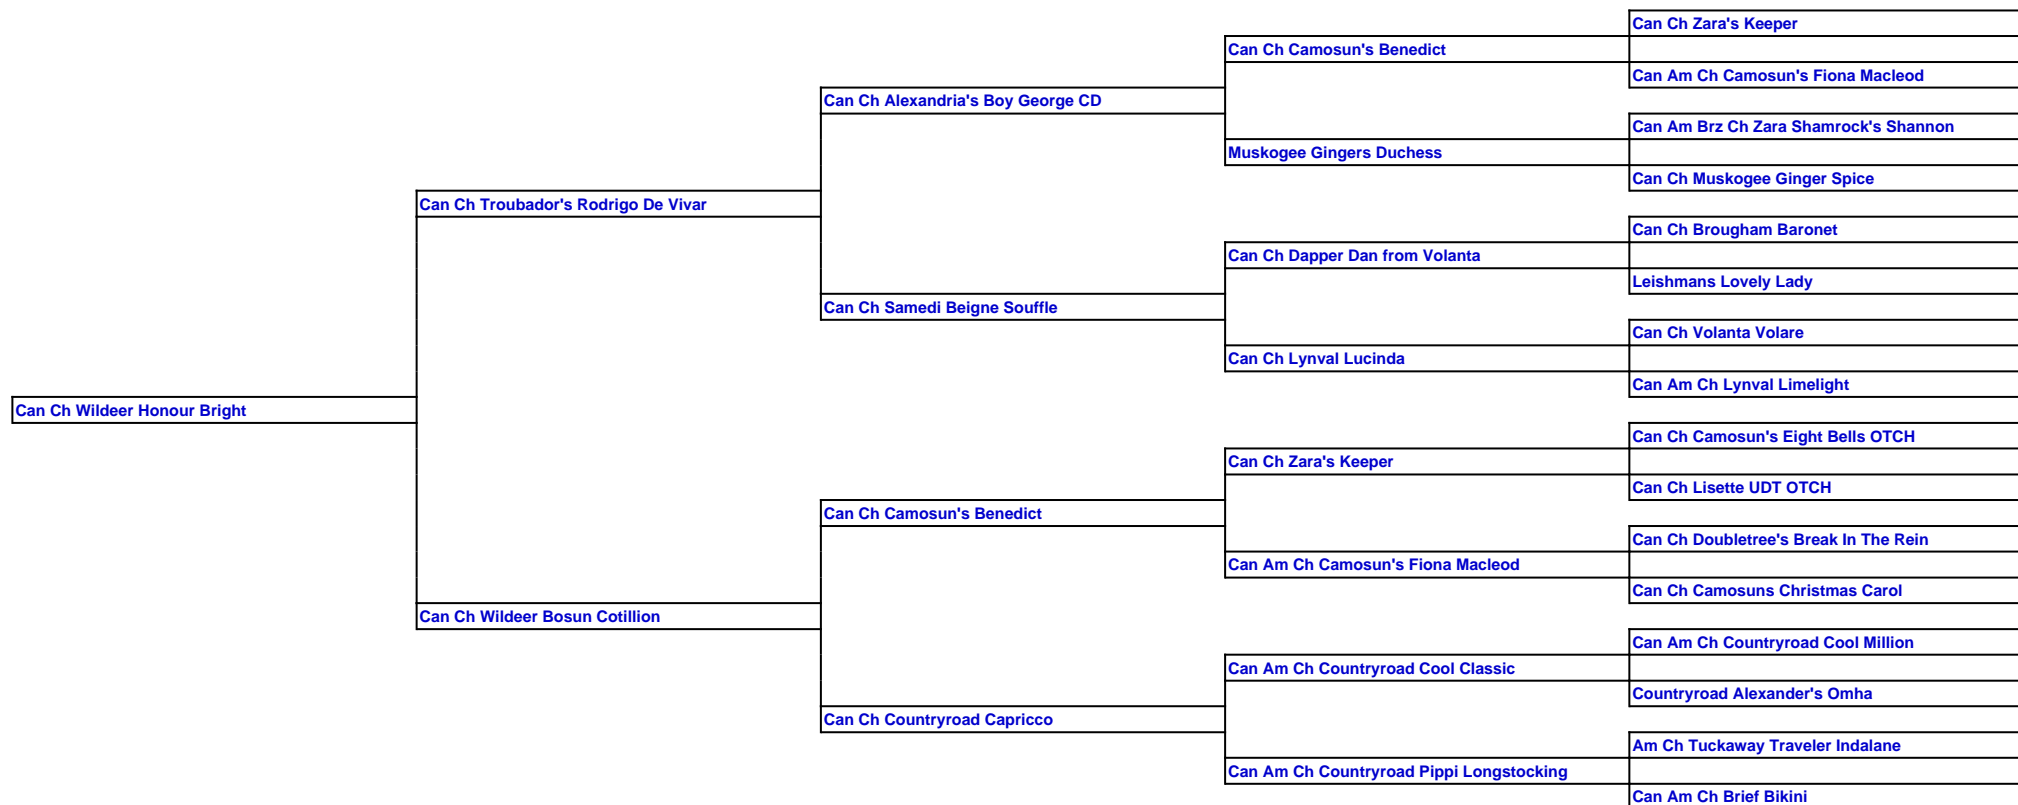 Can Ch Zara's Keeper
Can Ch Camosun's Benedict
Can Am Ch Camosun's Fiona Macleod
Can Ch Alexandria's Boy George CD
Can Am Brz Ch Zara Shamrock's Shannon
Muskogee Gingers Duchess
Can Ch Muskogee Ginger Spice
Can Ch Troubador's Rodrigo De Vivar
Can Ch Brougham Baronet
Can Ch Dapper Dan from Volanta
Leishmans Lovely Lady
Can Ch Samedi Beigne Souffle
Can Ch Volanta Volare
Can Ch Lynval Lucinda
Can Am Ch Lynval Limelight
Can Ch Wildeer Honour Bright
Can Ch Camosun's Eight Bells OTCH
Can Ch Zara's Keeper
Can Ch Lisette UDT OTCH
Can Ch Camosun's Benedict
Can Ch Doubletree's Break In The Rein
Can Am Ch Camosun's Fiona Macleod
Can Ch Camosuns Christmas Carol
Can Ch Wildeer Bosun Cotillion
Can Am Ch Countryroad Cool Million
Can Am Ch Countryroad Cool Classic
Countryroad Alexander's Omha
Can Ch Countryroad Capricco
Am Ch Tuckaway Traveler Indalane
Can Am Ch Countryroad Pippi Longstocking
Can Am Ch Brief Bikini